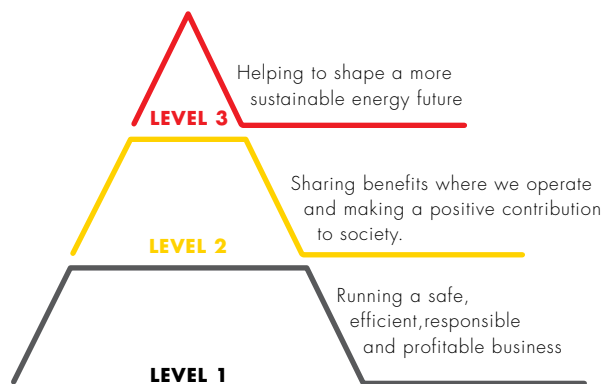 Helping to shape a more
sustainable energy future
LEVEL 3
Sharing benefits where we operate
and making a positive contribution
to society.
LEVEL 2
Running a safe,
efficient,responsible
and profitable business
LEVEL 1